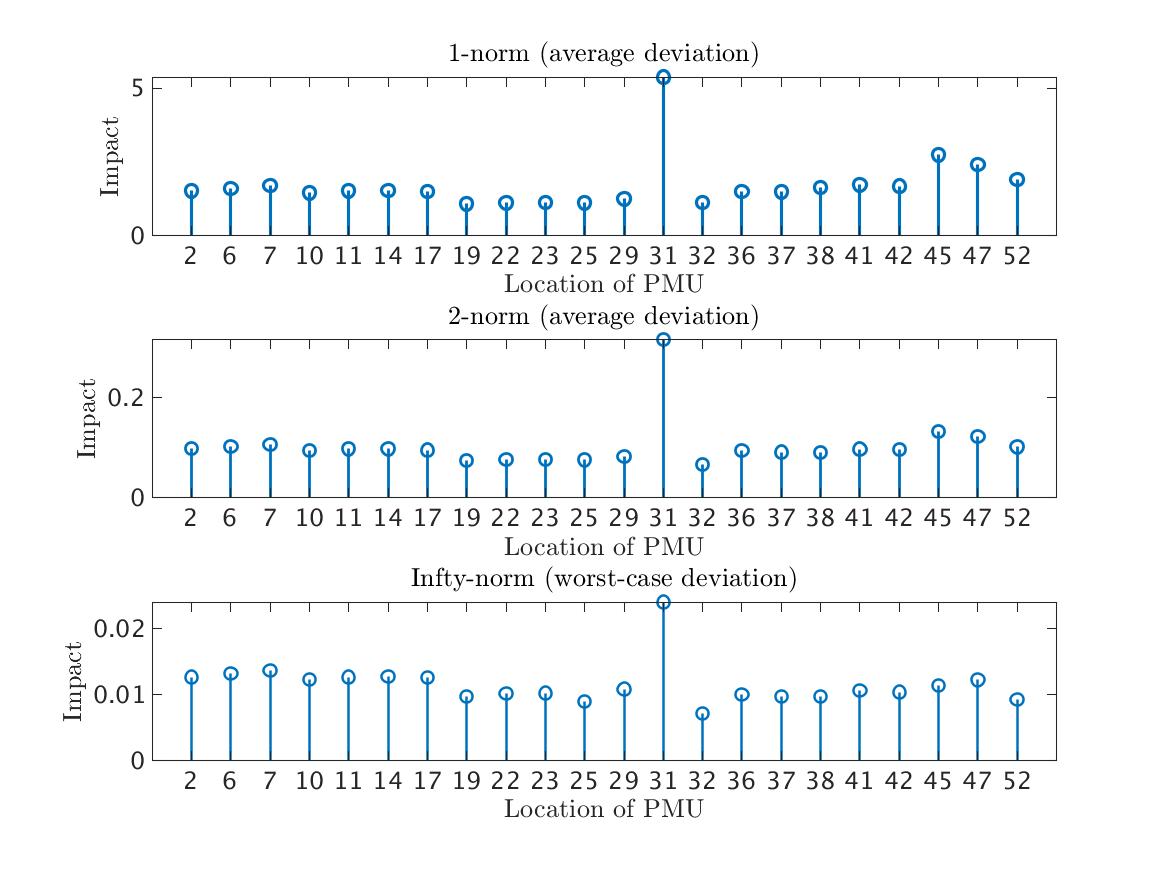 1-norm (average deviation)
Impact
5
0
2 6 7 10 11 14 17 19 22 23 25 29 31 32 36 37 38 41 42 45 47 52
Location of PMU
2-norm (average deviation)
Impact
0.2
0
2 6 7 10 11 14 17 19 22 23 25 29 31 32 36 37 38 41 42 45 47 52
Location of PMU
Infty-norm (worst-case deviation)
Impact
0.02
0.01
0
2 6 7 10 11 14 17 19 22 23 25 29 31 32 36 37 38 41 42 45 47 52
Location of PMU